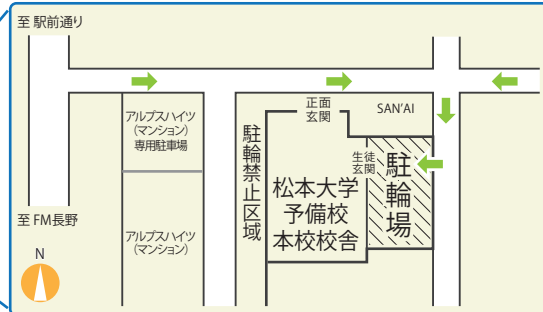 至 駅前通り
アルプスハイツ
(マンション)
専用駐車場
正面
玄関
SAN'AI
駐輪禁止区域
生徒
玄関
駐輪場
松本大学
予備校
本校校舎
至 FM長野
アルプスハイツ
(マンション)
N